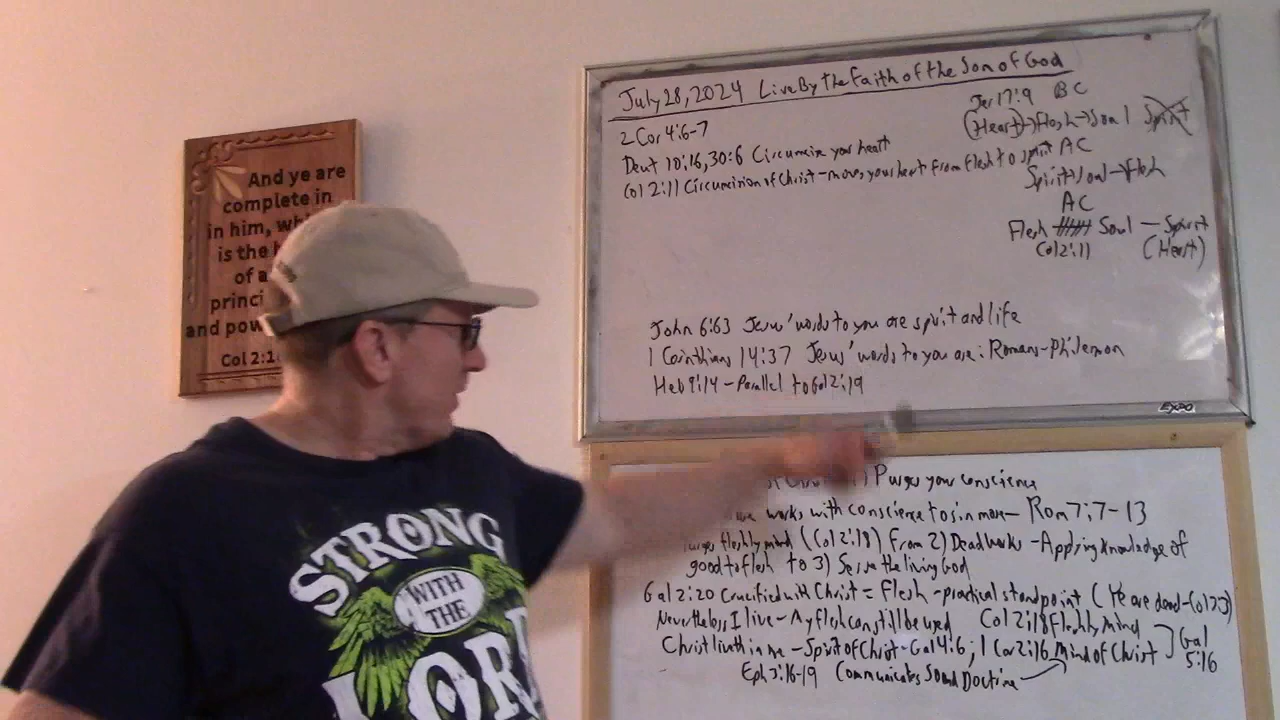 And ye are
complete in
in him, wh
is the h
of a
princi
and pow
Col 2:1
STRONG
WITH
THE
LOR
July 28, 2024 Live By the Faith of the Son of God
2 Cor 4:6-7
Deut 10:16, 30:6 Circumcise your heart
Col 2:11 Circumcision of Christ - moves your heart from flesh to spirit
Jer 17:9 BC
(Heart) → Flesh → Soul Spirit
AC
Spirit → Soul → Flesh
AC
Flesh Soul - Spirit
Col 2:11 (Heart)
John 6:63 Jesus' words to you are spirit and life
1 Corinthians 14:37 Jesus' words to you are: Romans-Philemon
Heb 9:14 - Parallel to Gal 2:19
EXPO
1) Purges your conscience
works with conscience to sin more - Rom 7:7-13
fleshly mind (Col 2:18) From 2) Dead works - Applying knowledge of
good to flesh to 3) Serve the living God
Gal 2:20 Crucified with Christ = Flesh - practical standpoint (Ye are dead - Col 3:3)
Nevertheless I live - My flesh can still be used Col 2:18 Fleshly Mind
Christ liveth in me - Spirit of Christ - Gal 4:6; 1 Cor 2:16 Mind of Christ ] Gal 5:16
Eph 3:16-19 Communicates Sound Doctrine